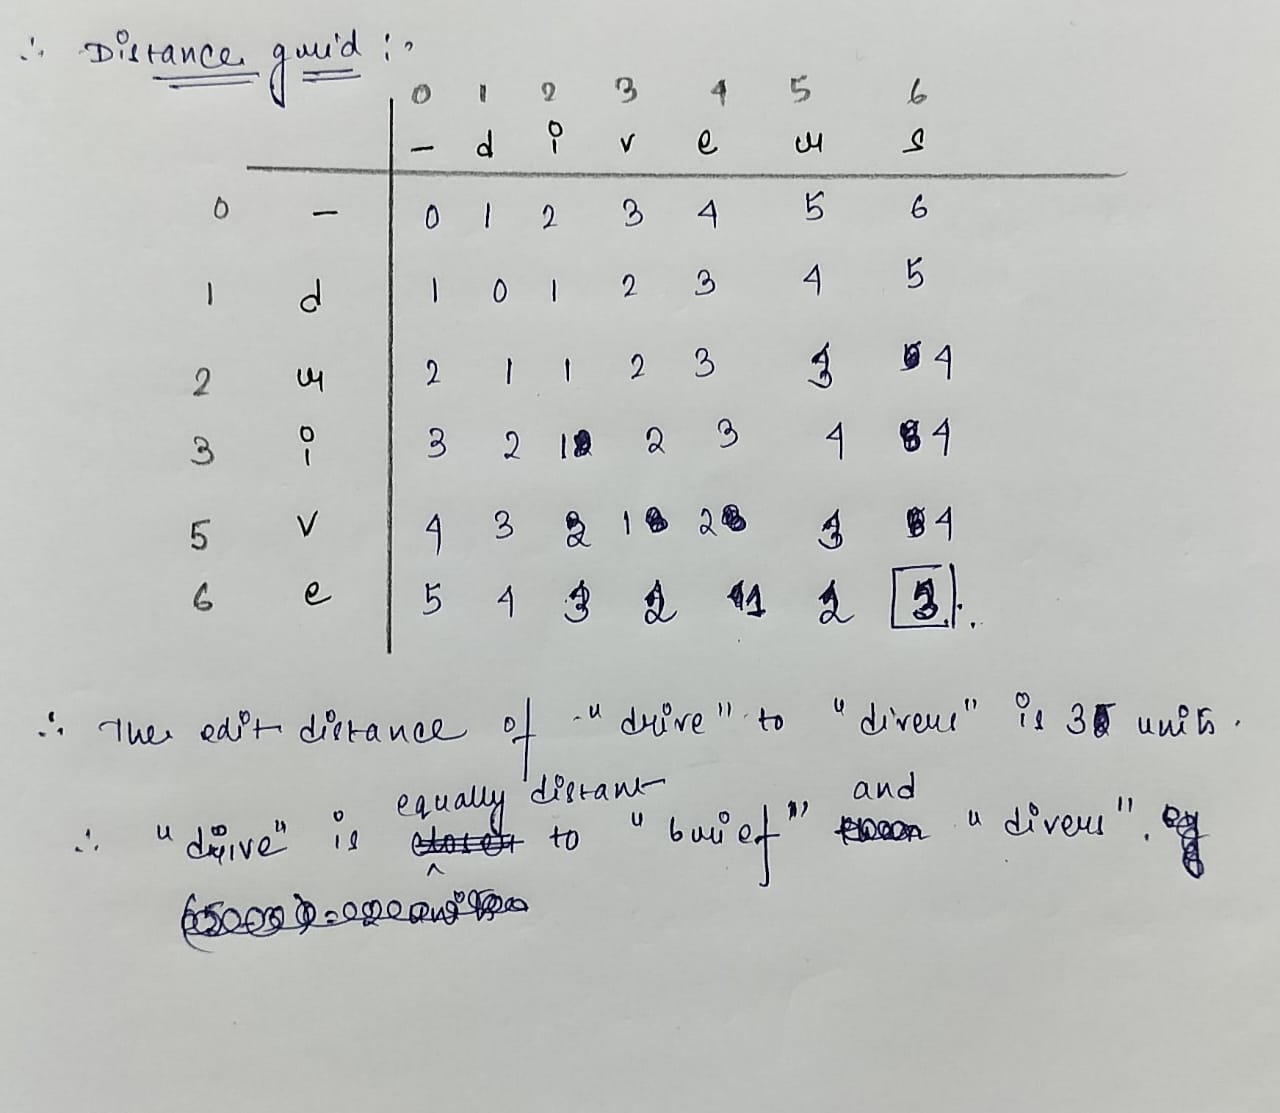 ∴ Distance grid :-
0 1 2 3 4 5 6
- d i v e r s
0 - 0 1 2 3 4 5 6
1 d 1 0 1 2 3 4 5
2 r 2 1 1 2 3 3 4
3 i 3 2 1 2 3 4 4
5 v 4 3 2 1 2 3 4
6 e 5 4 3 2 1 2 3
∴ The edit distance of "drive" to "divers" is 3 units.
∴ "drive" is equally distant to "brief" and "divers".